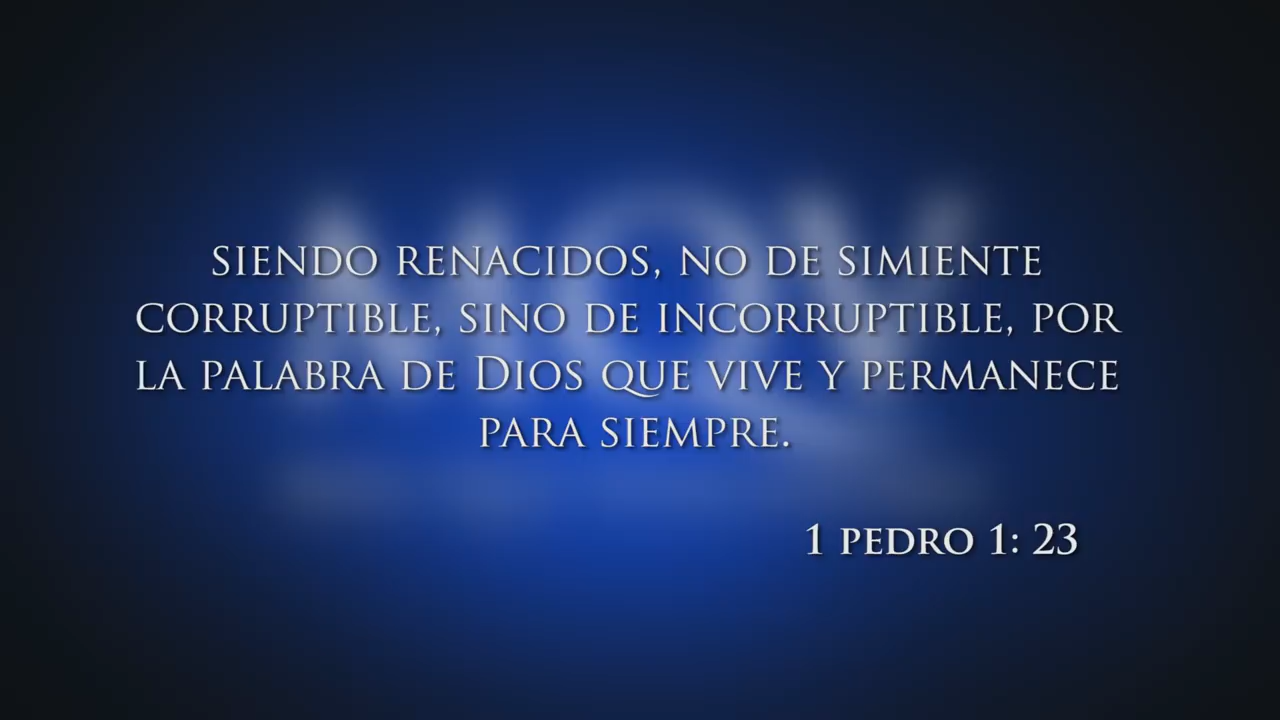 SIENDO RENACIDOS, NO DE SIMIENTE
CORRUPTIBLE, SINO DE INCORRUPTIBLE, POR
LA PALABRA DE DIOS QUE VIVE Y PERMANECE
PARA SIEMPRE.
1 PEDRO 1: 23